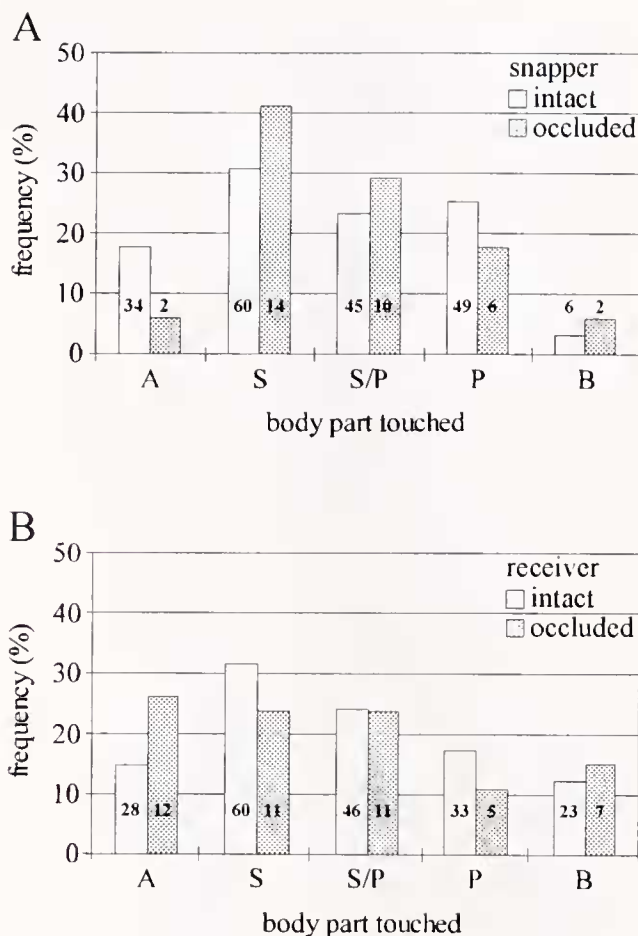 A
snapper
intact
occluded
frequency (%)
50
40
30
20
10
0
34 2 60 14 45 10 49 6 6 2
A S S/P P B
body part touched
B
receiver
intact
occluded
frequency (%)
50
40
30
20
10
0
28 12 60 11 46 11 33 5 23 7
A S S/P P B
body part touched